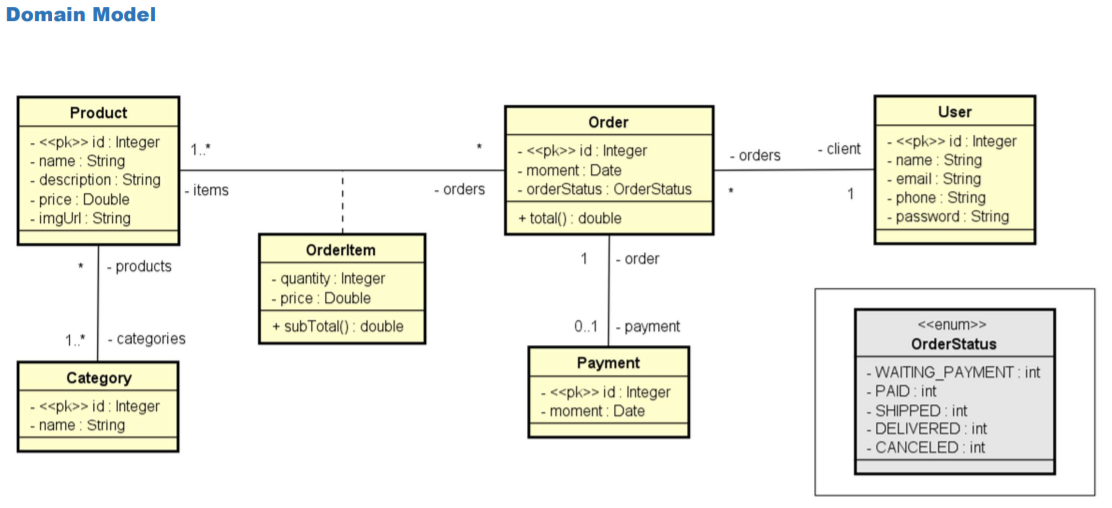 Domain Model
Product
- <<pk>> id : Integer
- name : String
- description : String
- price : Double
- imgUrl : String
1..*
- items
*
- orders
OrderItem
- quantity : Integer
- price : Double
+ subTotal() : double
Order
- <<pk>> id : Integer
- moment : Date
- orderStatus : OrderStatus
+ total() : double
- orders
*
- client
1
User
- <<pk>> id : Integer
- name : String
- email : String
- phone : String
- password : String
* - products
1..* - categories
Category
- <<pk>> id : Integer
- name : String
1 - order
0..1 - payment
Payment
- <<pk>> id : Integer
- moment : Date
<<enum>>
OrderStatus
- WAITING_PAYMENT : int
- PAID : int
- SHIPPED : int
- DELIVERED : int
- CANCELED : int